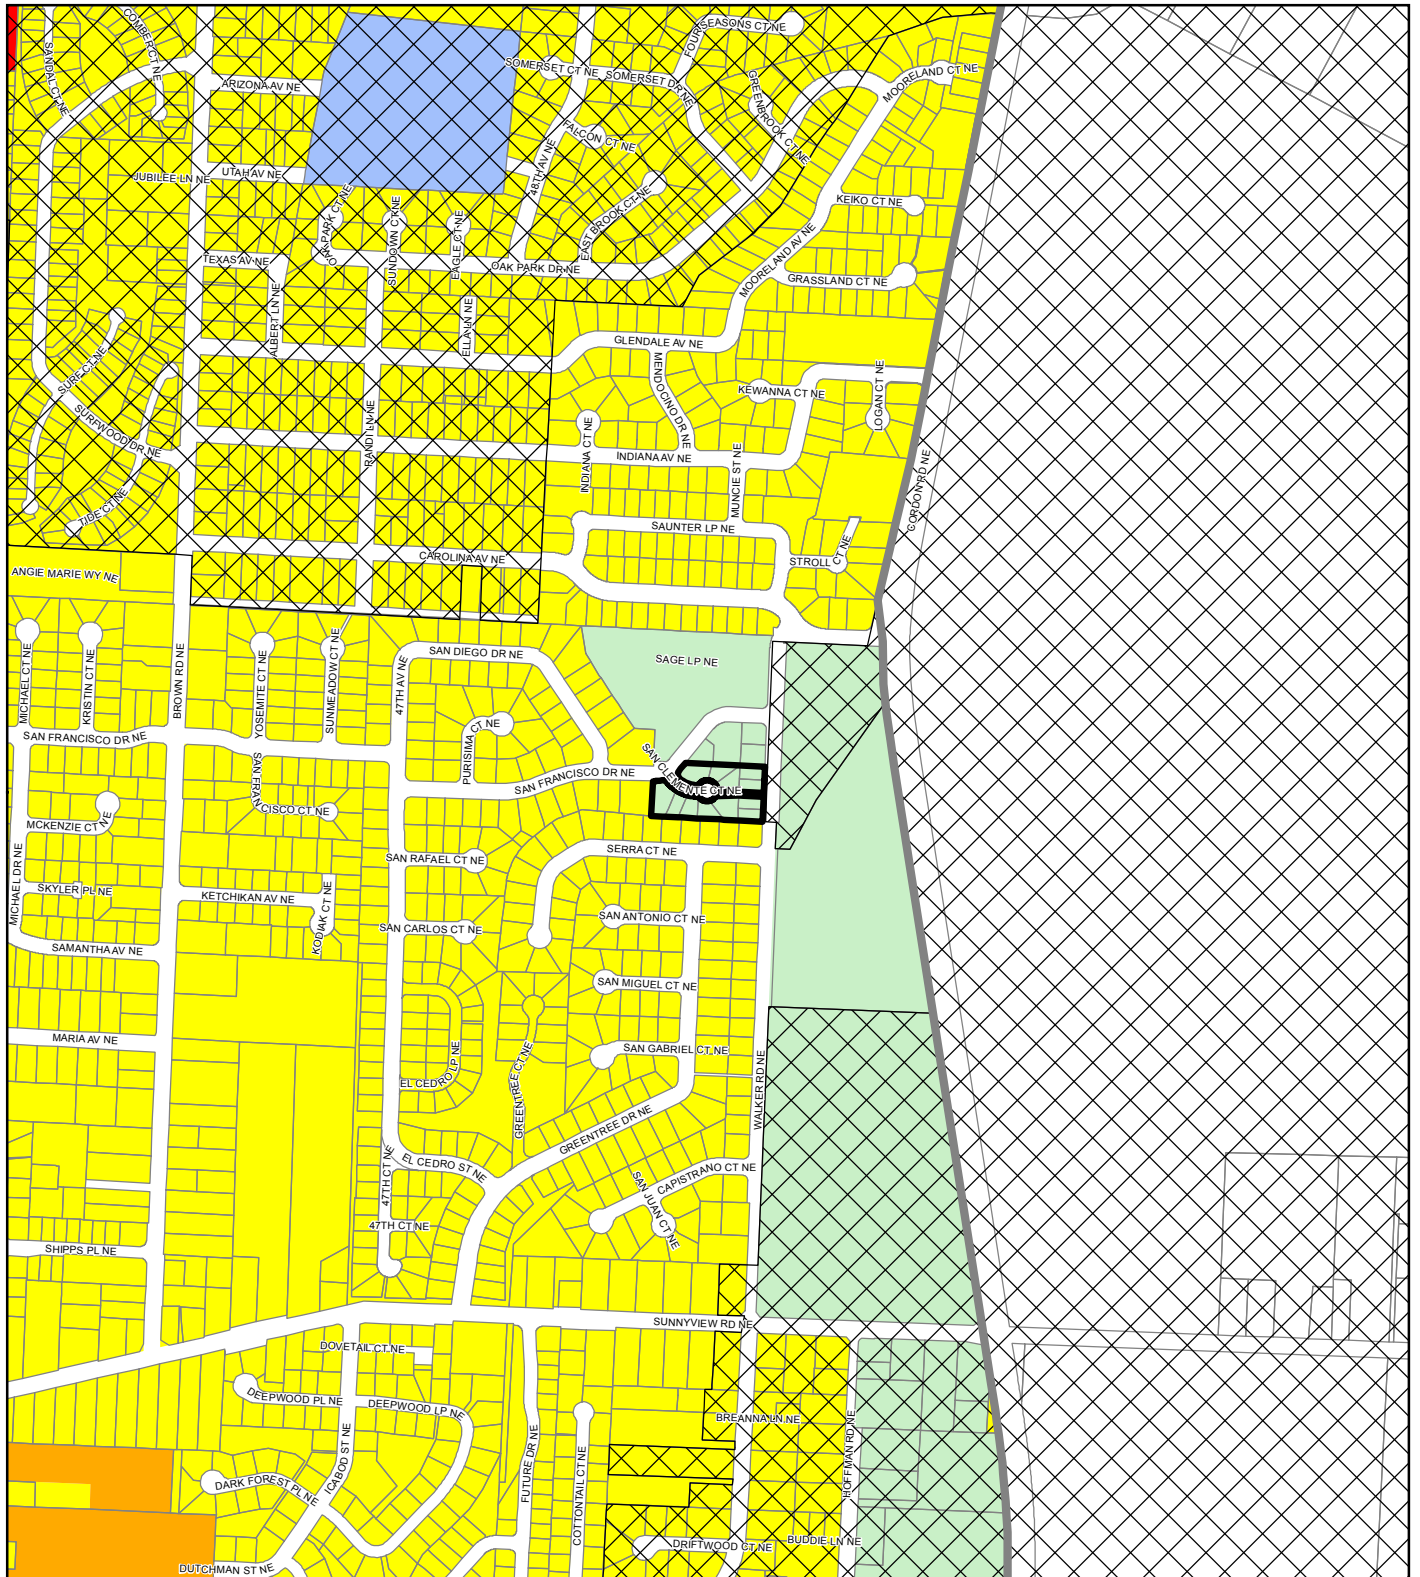 COMBER CT NE
SANDAL CT NE
ARIZONA AV NE
FOUR SEASONS CT NE
SOMERSET CT NE
SOMERSET DR NE
MOORELAND CT NE
GREENBROOK CT NE
FALCON CT NE
48TH AV NE
JUBILEE LN NE
UTAH AV NE
OAK PARK CT NE
SUNDOWN CT NE
EAGLE CT NE
EAST BROOK CT NE
KEIKO CT NE
TEXAS AV NE
OAK PARK DR NE
MOORELAND AV NE
GRASSLAND CT NE
ALBERT LN NE
ELLA LN NE
GLENDALE AV NE
SURF CT NE
MENDOCINO DR NE
KEWANNA CT NE
LOGAN CT NE
SURFWOOD DR NE
RANDI LN NE
INDIANA CT NE
INDIANA AV NE
MUNCIE ST NE
CORDON RD NE
TIDE CT NE
SAUNTER LP NE
CAROLINA AV NE
STROLL CT NE
ANGIE MARIE WY NE
MICHAEL CT NE
KRISTIN CT NE
BROWN RD NE
YOSEMITE CT NE
SUNMEADOW CT NE
47TH AV NE
SAN DIEGO DR NE
SAGE LP NE
SAN FRANCISCO DR NE
PURISIMA CT NE
SAN FRANCISCO DR NE
SAN CLEMENTE CT NE
SAN FRANCISCO CT NE
MCKENZIE CT NE
MICHAEL DR NE
SAN RAFAEL CT NE
SERRA CT NE
SKYLER PL NE
KETCHIKAN AV NE
KODIAK CT NE
SAN CARLOS CT NE
SAN ANTONIO CT NE
SAMANTHA AV NE
SAN MIGUEL CT NE
MARIA AV NE
SAN GABRIEL CT NE
EL CEDRO LP NE
GREENTREE CT NE
WALKER RD NE
GREENTREE DR NE
47TH CT NE
EL CEDRO ST NE
CAPISTRANO CT NE
SAN JUAN CT NE
47TH CT NE
SHIPPS PL NE
SUNNYVIEW RD NE
DOVETAIL CT NE
DEEPWOOD PL NE
DEEPWOOD LP NE
BREANNA LN NE
ICABOD ST NE
FUTURE DR NE
COTTONTAIL CT NE
HOFFMAN RD NE
DARK FOREST PL NE
DRIFTWOOD CT NE
BUDDIE LN NE
DUTCHMAN ST NE